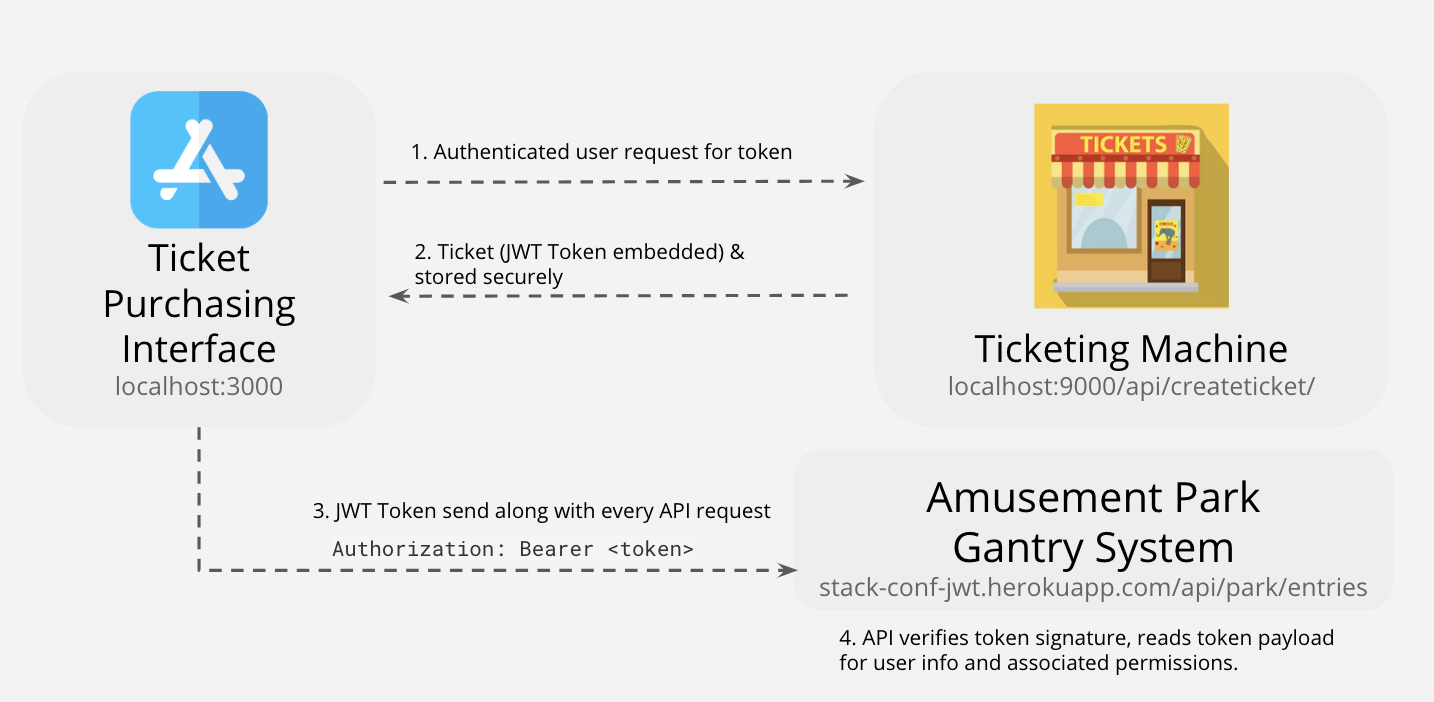 Ticket
Purchasing
Interface
localhost:3000
1. Authenticated user request for token
2. Ticket (JWT Token embedded) &
stored securely
TICKETS
CIRCUS
Ticketing Machine
localhost:9000/api/createticket/
3. JWT Token send along with every API request
Authorization: Bearer <token>
Amusement Park
Gantry System
stack-conf-jwt.herokuapp.com/api/park/entries
4. API verifies token signature, reads token payload
for user info and associated permissions.